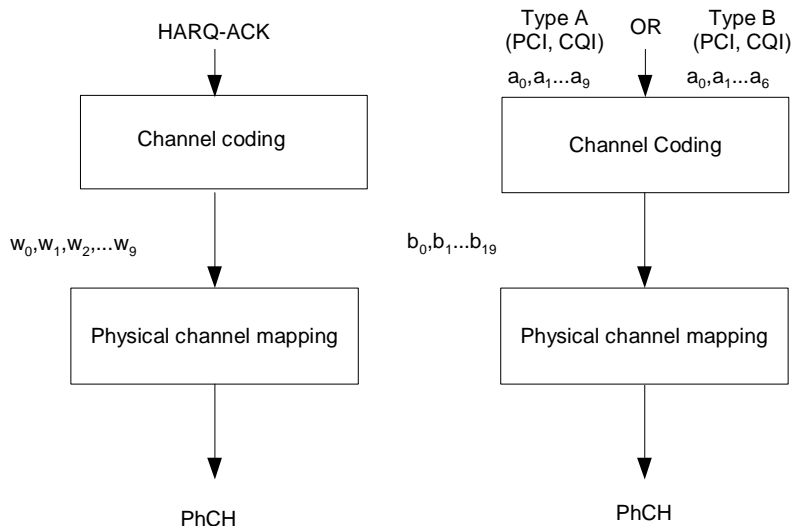 HARQ-ACK
Channel coding
w₀,w₁,w₂,...w₉
Physical channel mapping
PhCH
Type A
(PCI, CQI)
OR
Type B
(PCI, CQI)
a₀,a₁...a₉
a₀,a₁...a₆
Channel Coding
b₀,b₁...b₁₉
Physical channel mapping
PhCH